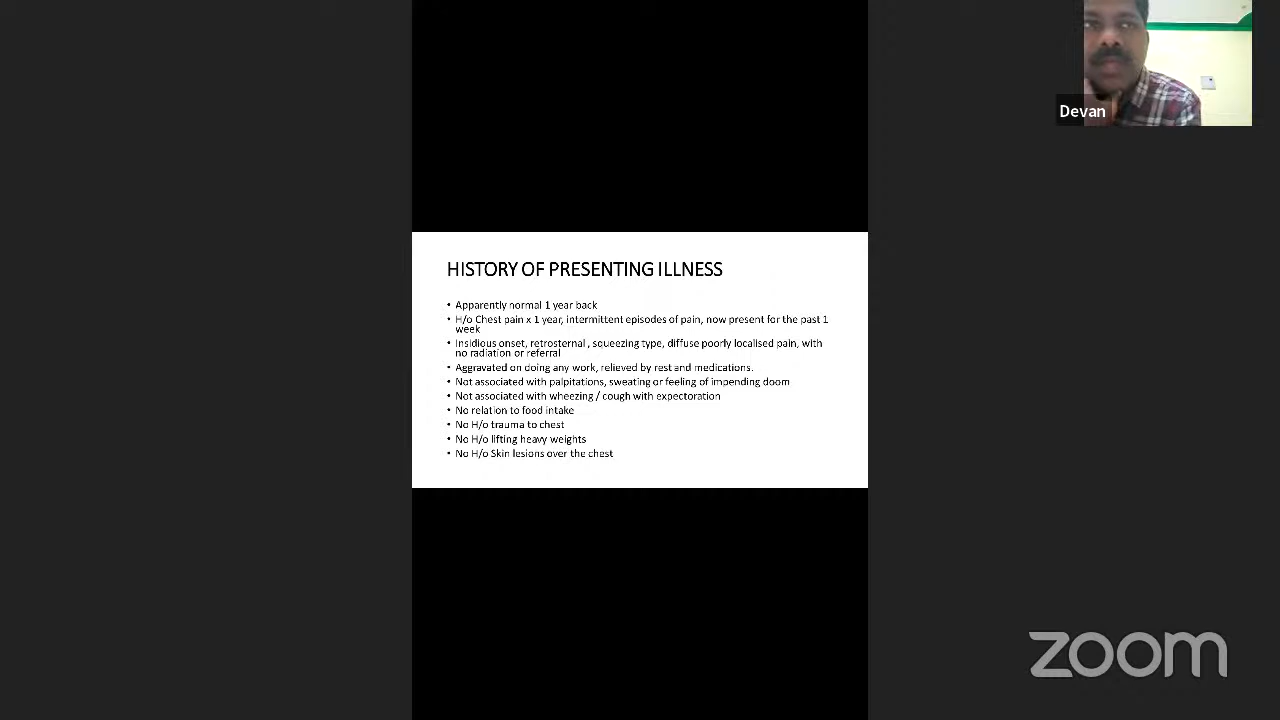 Devan
HISTORY OF PRESENTING ILLNESS
• Apparently normal 1 year back
• H/o Chest pain x 1 year, intermittent episodes of pain, now present for the past 1
week
• Insidious onset, retrosternal , squeezing type, diffuse poorly localised pain, with
no radiation or referral
• Aggravated on doing any work, relieved by rest and medications.
• Not associated with palpitations, sweating or feeling of impending doom
• Not associated with wheezing / cough with expectoration
• No relation to food intake
• No H/o trauma to chest
• No H/o lifting heavy weights
• No H/o Skin lesions over the chest
zoom